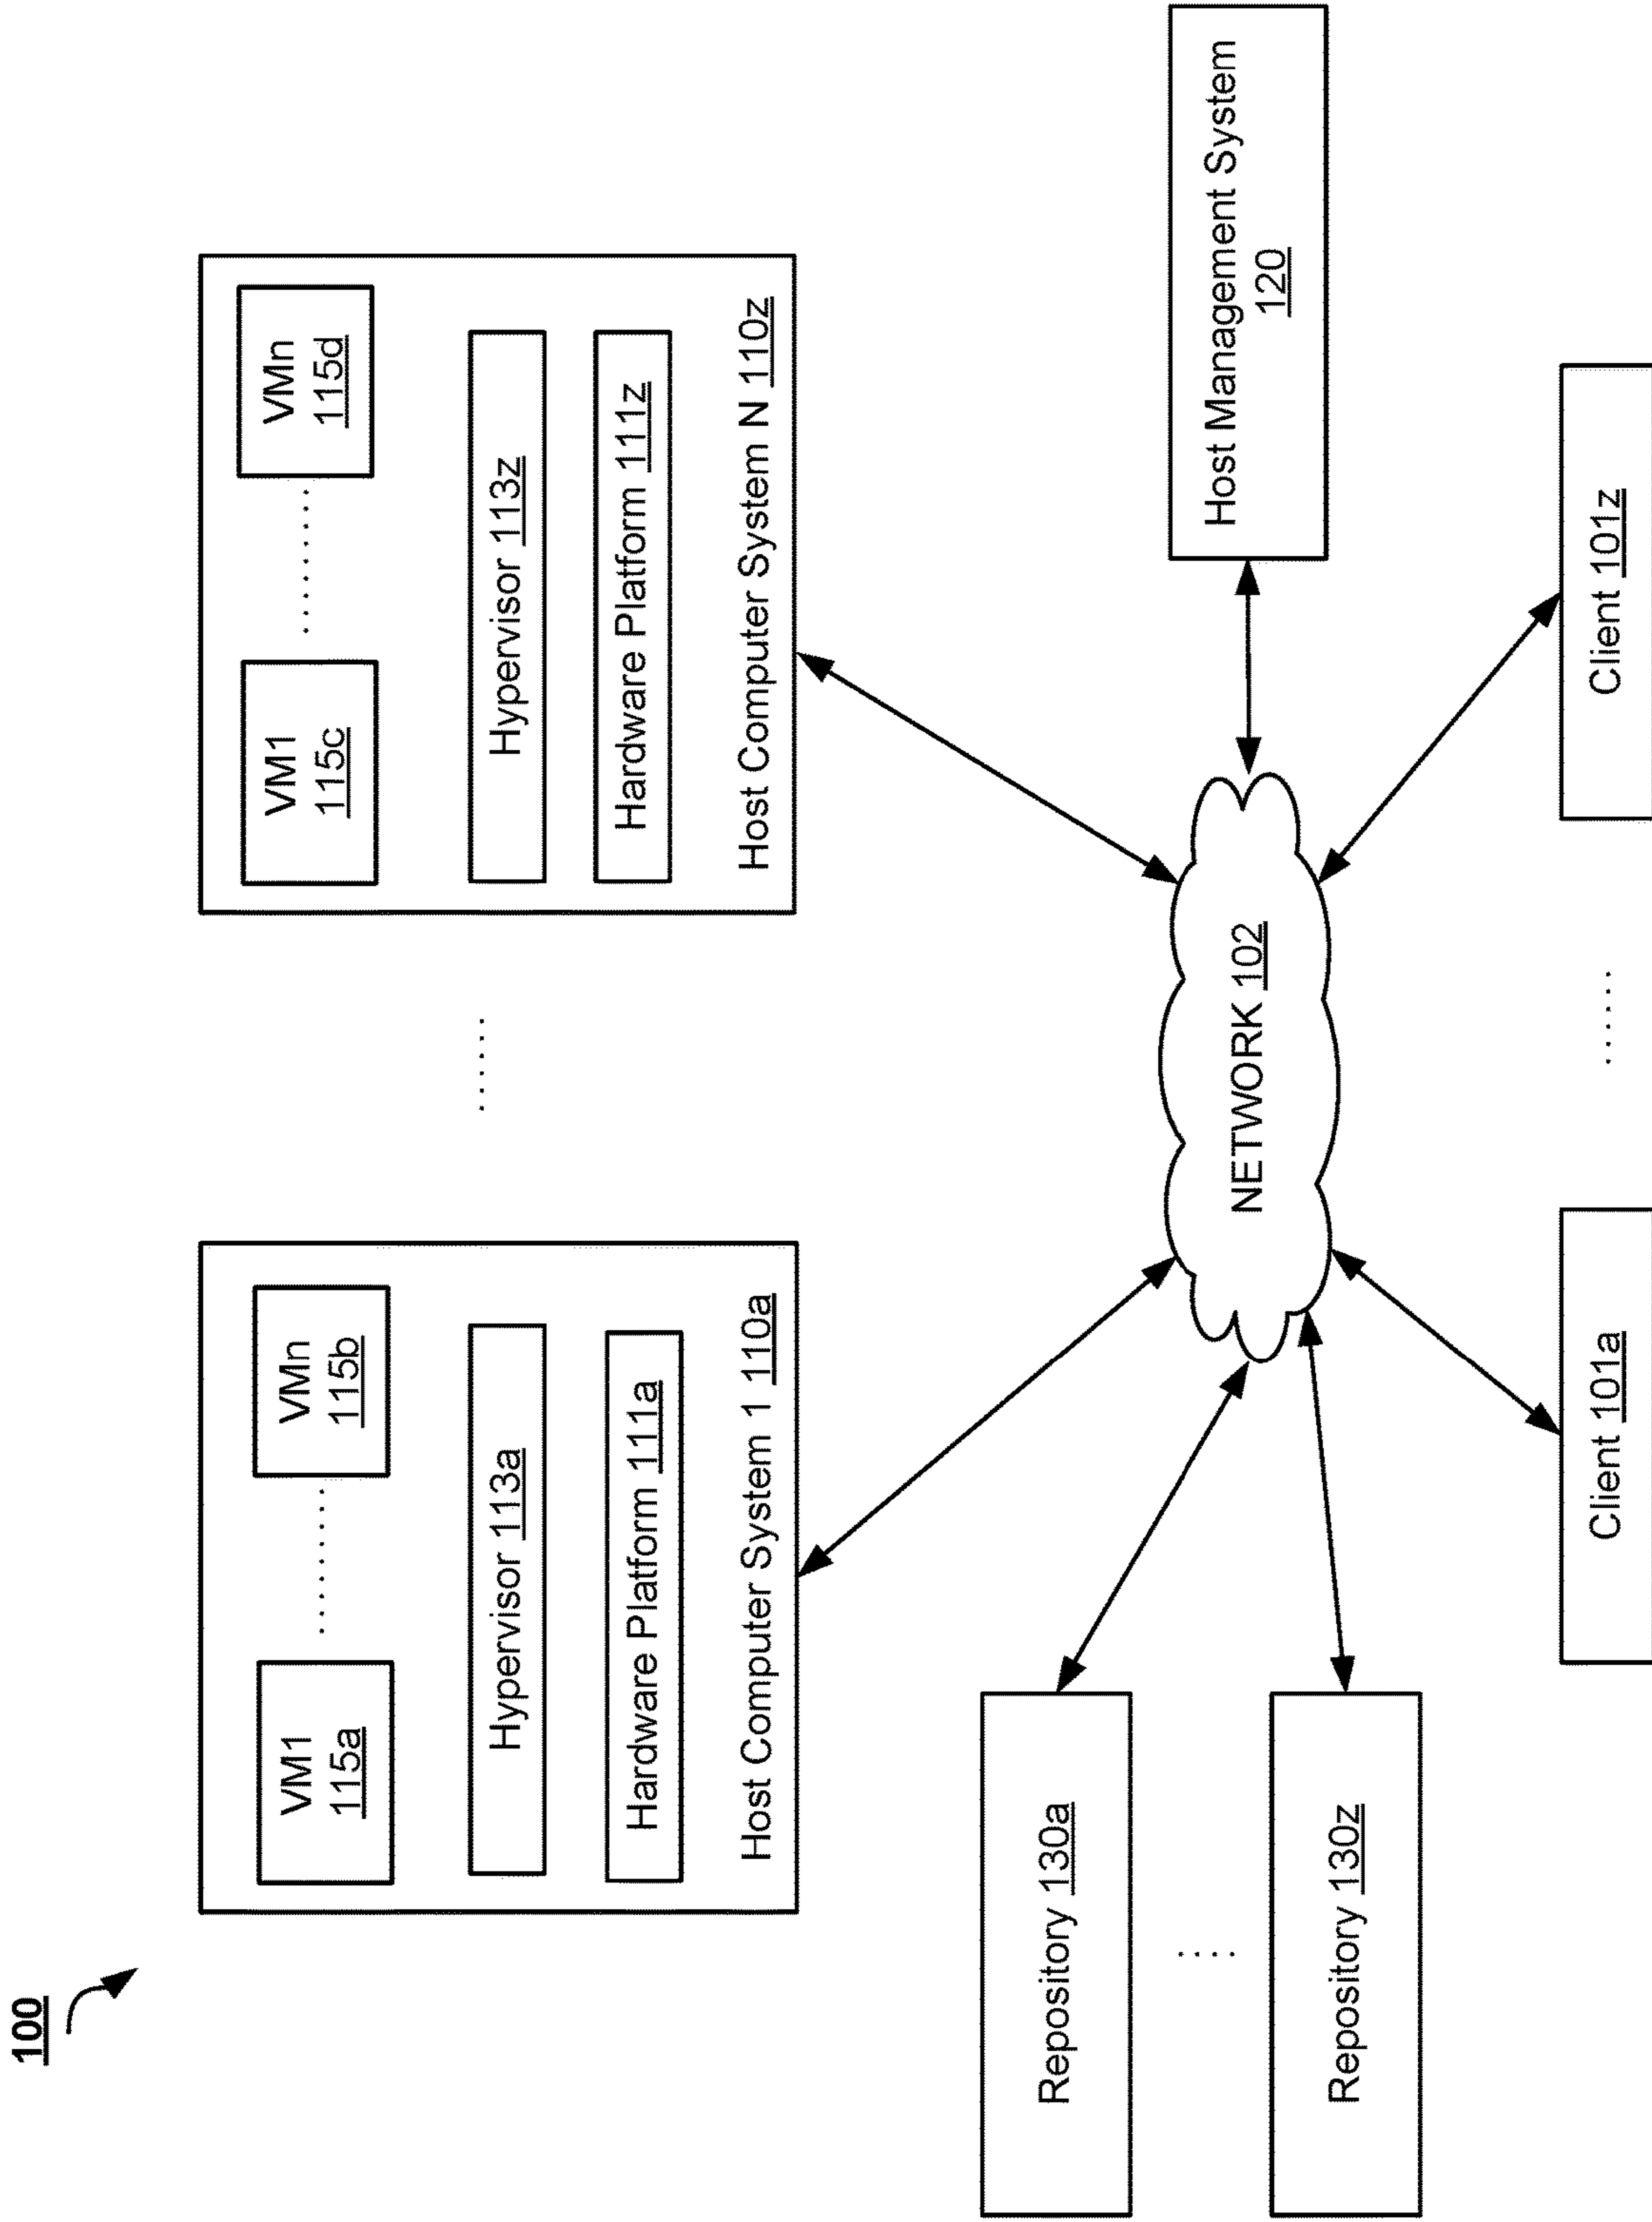 100
VM1
115a
.........
VMn
115b
Hypervisor 113a
Hardware Platform 111a
Host Computer System 1 110a
......
VM1
115c
.........
VMn
115d
Hypervisor 113z
Hardware Platform 111z
Host Computer System N 110z
Repository 130a
....
Repository 130z
NETWORK 102
Host Management System
120
Client 101a
......
Client 101z